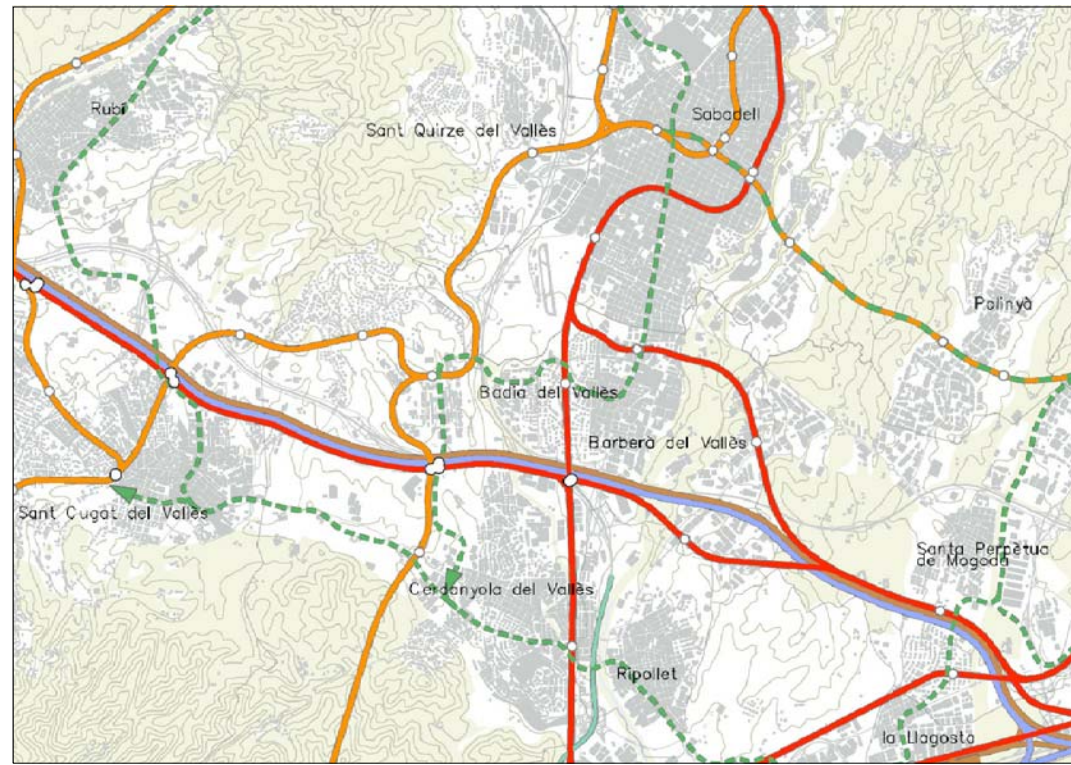 Rubí
Sabadell
Sant Quirze del Vallès
Polinyà
Badia del Vallès
Barberà del Vallès
Sant Cugat del Vallès
Santa Perpètua
de Mogoda
Cerdanyola del Vallès
Ripollet
la Llagosta